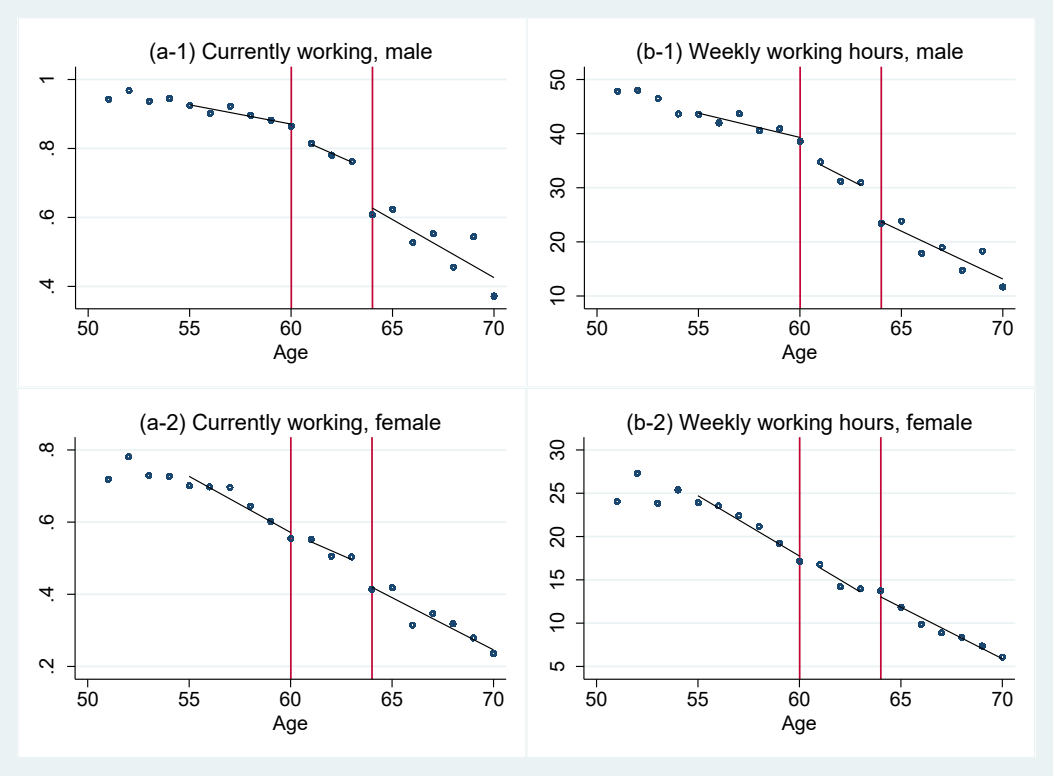 (a-1) Currently working, male
1
.8
.6
.4
50 55 60 65 70
Age
(b-1) Weekly working hours, male
50
40
30
20
10
50 55 60 65 70
Age
(a-2) Currently working, female
.8
.6
.4
.2
50 55 60 65 70
Age
(b-2) Weekly working hours, female
30
25
20
15
10
5
50 55 60 65 70
Age